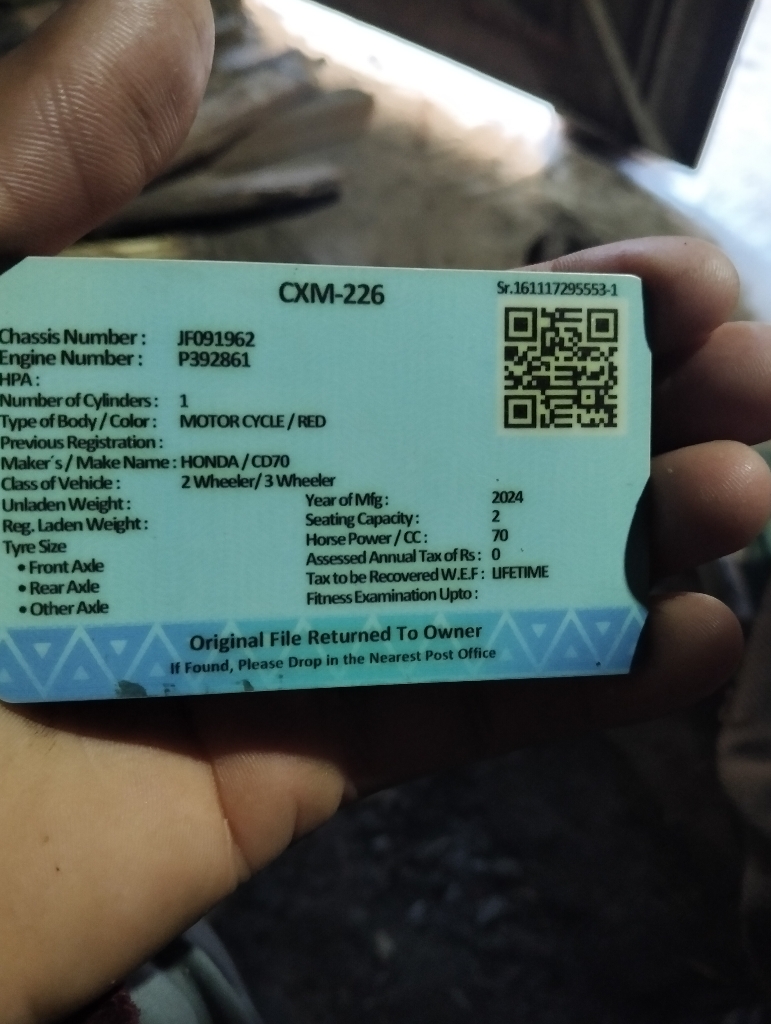 CXM-226
Sr.161117295553-1
Chassis Number : JF091962
Engine Number : P392861
HPA :
Number of Cylinders : 1
Type of Body / Color : MOTOR CYCLE / RED
Previous Registration :
Maker's / Make Name : HONDA / CD70
Class of Vehicle : 2 Wheeler/ 3 Wheeler
Unladen Weight :
Reg. Laden Weight :
Tyre Size
• Front Axle
• Rear Axle
• Other Axle
Year of Mfg : 2024
Seating Capacity : 2
Horse Power / CC : 70
Assessed Annual Tax of Rs : 0
Tax to be Recovered W.E.F : LIFETIME
Fitness Examination Upto :
Original File Returned To Owner
If Found, Please Drop in the Nearest Post Office